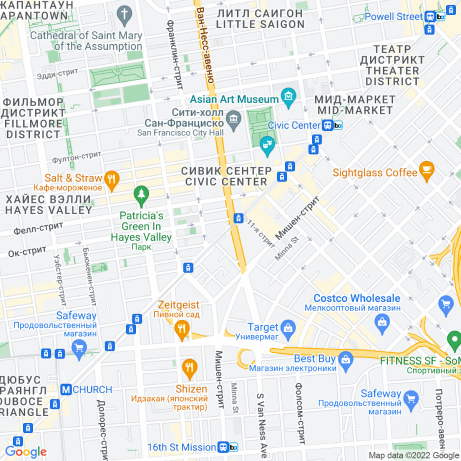 ЖАПАНТАУН
JAPANTOWN
ЛИТЛ САИГОН
LITTLE SAIGON
Powell Street
Cathedral of Saint Mary
of the Assumption
Ван-Несс-авеню
Франклин-стрит
Эдди-стрит
ТЕАТР
ДИСТРИКТ
THEATER
DISTRICT
Asian Art Museum
ФИЛЬМОР
ДИСТРИКТ
FILLMORE
DISTRICT
МИД-МАРКЕТ
MID-MARKET
Сити-холл
Сан-Франциско
San Francisco City Hall
Civic Center
Фултон-стрит
СИВИК СЕНТЕР
CIVIC CENTER
Salt & Straw
Кафе-мороженое
Sightglass Coffee
ХАЙЕС ВЭЛЛИ
HAYES VALLEY
Patricia's
Green In
Hayes Valley
Парк
Фелл-стрит
Мишен-стрит
11-я стрит
Minna St
Ок-стрит
Уэбстер-стрит
Бьюкенен-стрит
Zeitgeist
Пивной сад
Costco Wholesale
Мелкооптовый магазин
Safeway
Продовольственный
магазин
Target
Универмаг
Best Buy
Магазин электроники
FITNESS SF - SoM
Спортивный з
ДЮБУС
ТРАЯНГЛ
DUBOCE
TRIANGLE
CHURCH
Shizen
Идзакая (японский
трактир)
Долорес-стрит
Мишен-стрит
Minna St
S Van Ness Ave
Фолсом-стрит
Safeway
Продовольственный
магазин
Потреро-авен
16th St Mission
Google
Map data ©2022 Google